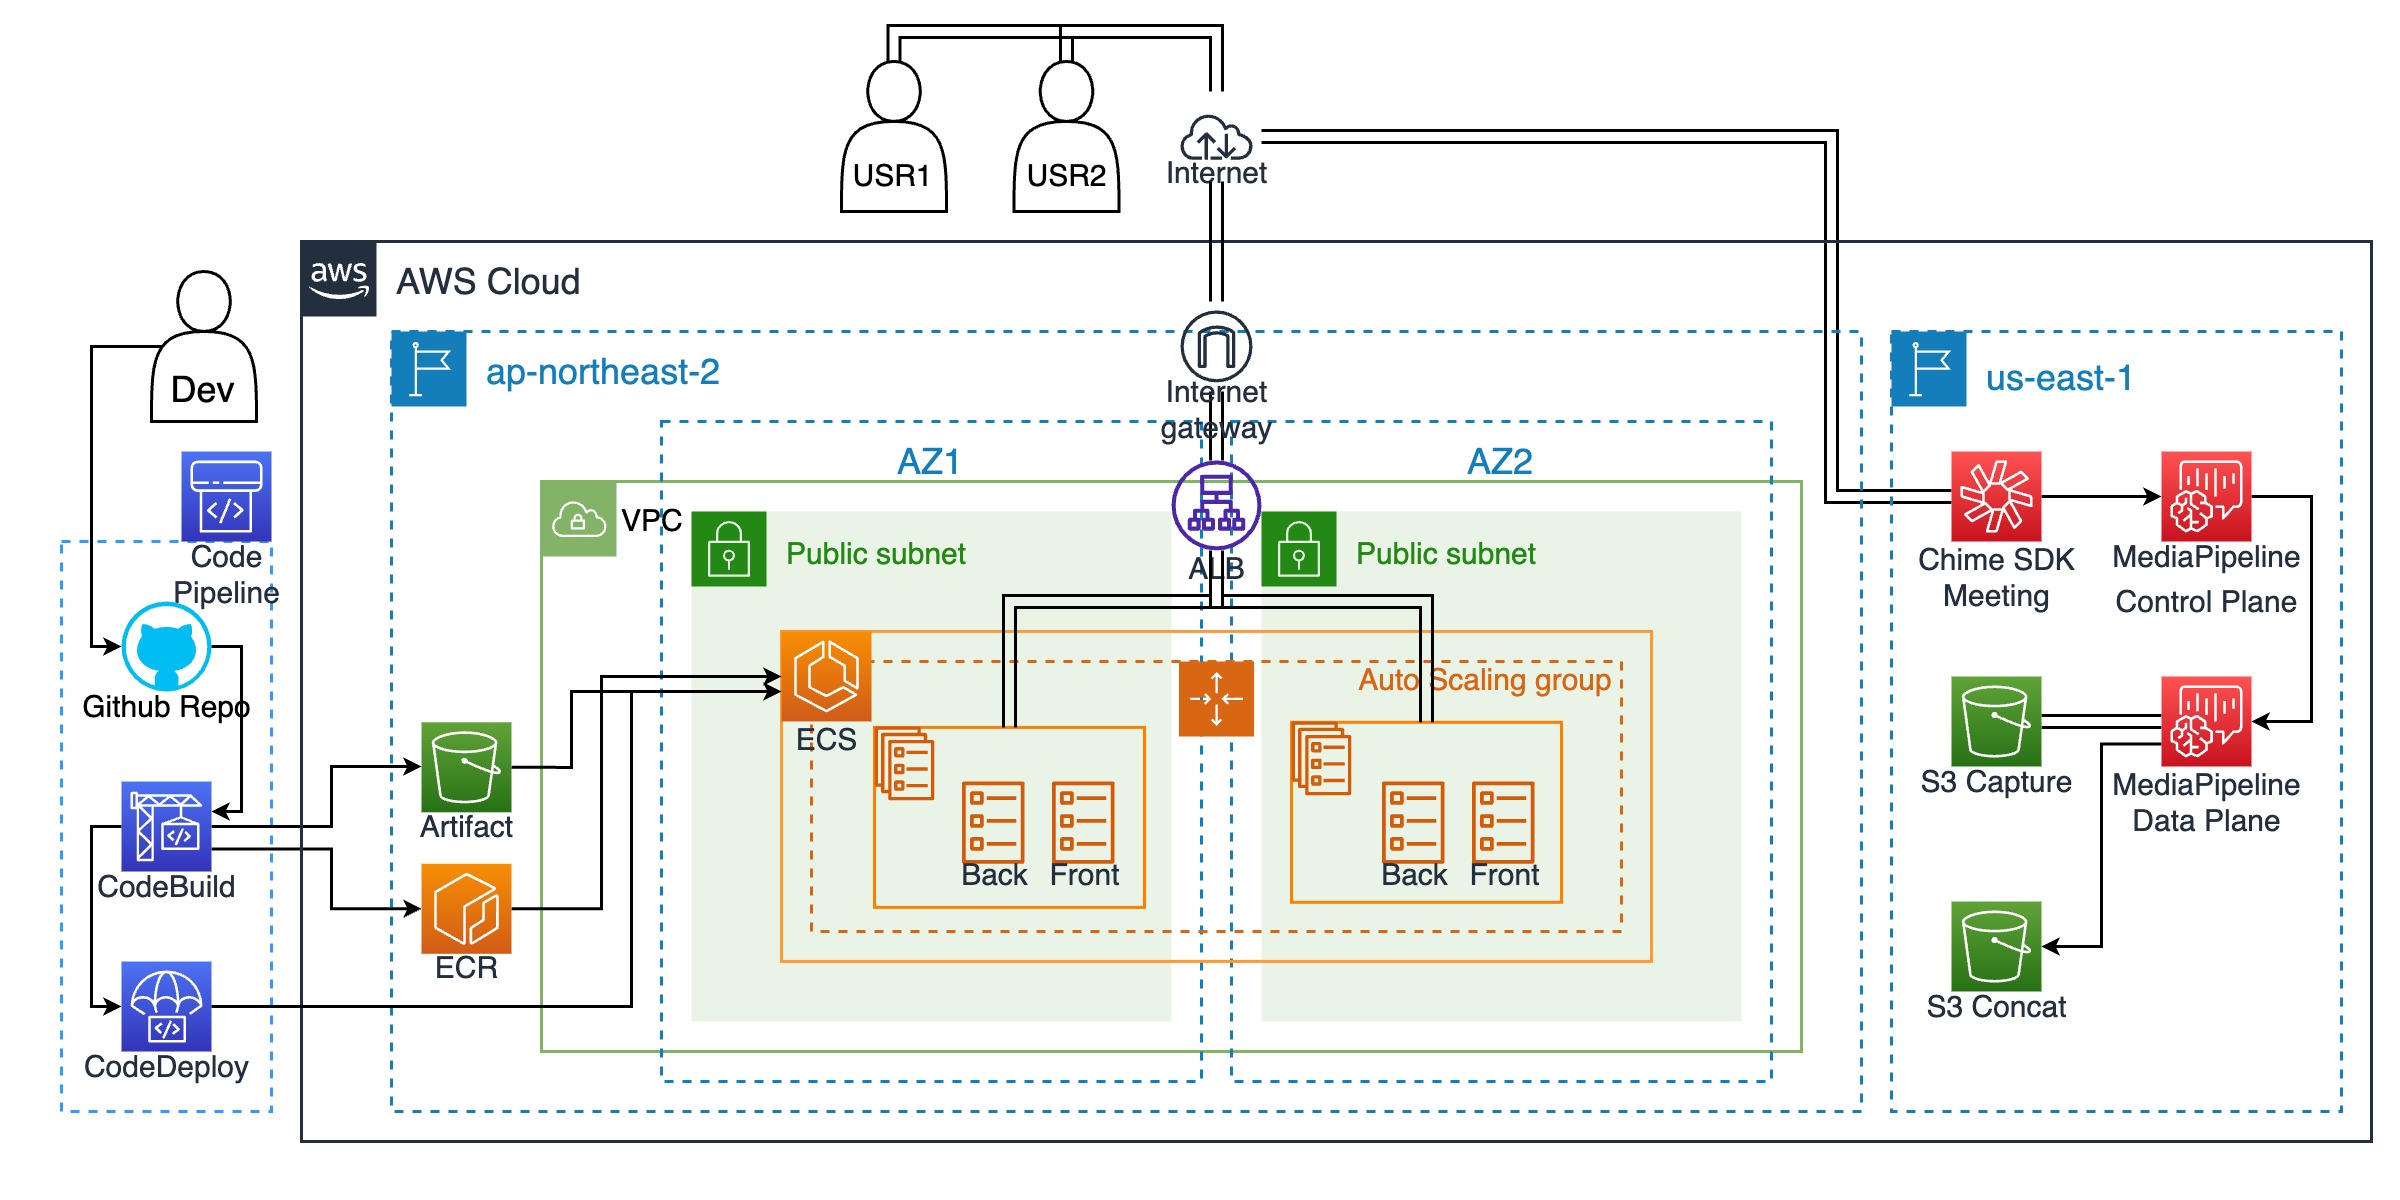 USR1
USR2
Internet
aws
AWS Cloud
Dev
ap-northeast-2
Internet
gateway
us-east-1
AZ1
AZ2
VPC
Public subnet
Public subnet
ALB
Code
Pipeline
Chime SDK
Meeting
MediaPipeline
Control Plane
Github Repo
Auto Scaling group
ECS
S3 Capture
MediaPipeline
Data Plane
Artifact
CodeBuild
Back
Front
Back
Front
ECR
S3 Concat
CodeDeploy